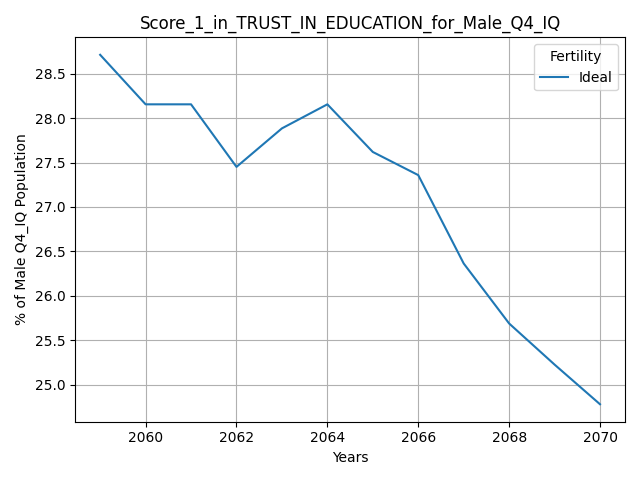 Score_1_in_TRUST_IN_EDUCATION_for_Male_Q4_IQ
Fertility
Ideal
% of Male Q4_IQ Population
28.5
28.0
27.5
27.0
26.5
26.0
25.5
25.0
2060 2062 2064 2066 2068 2070
Years